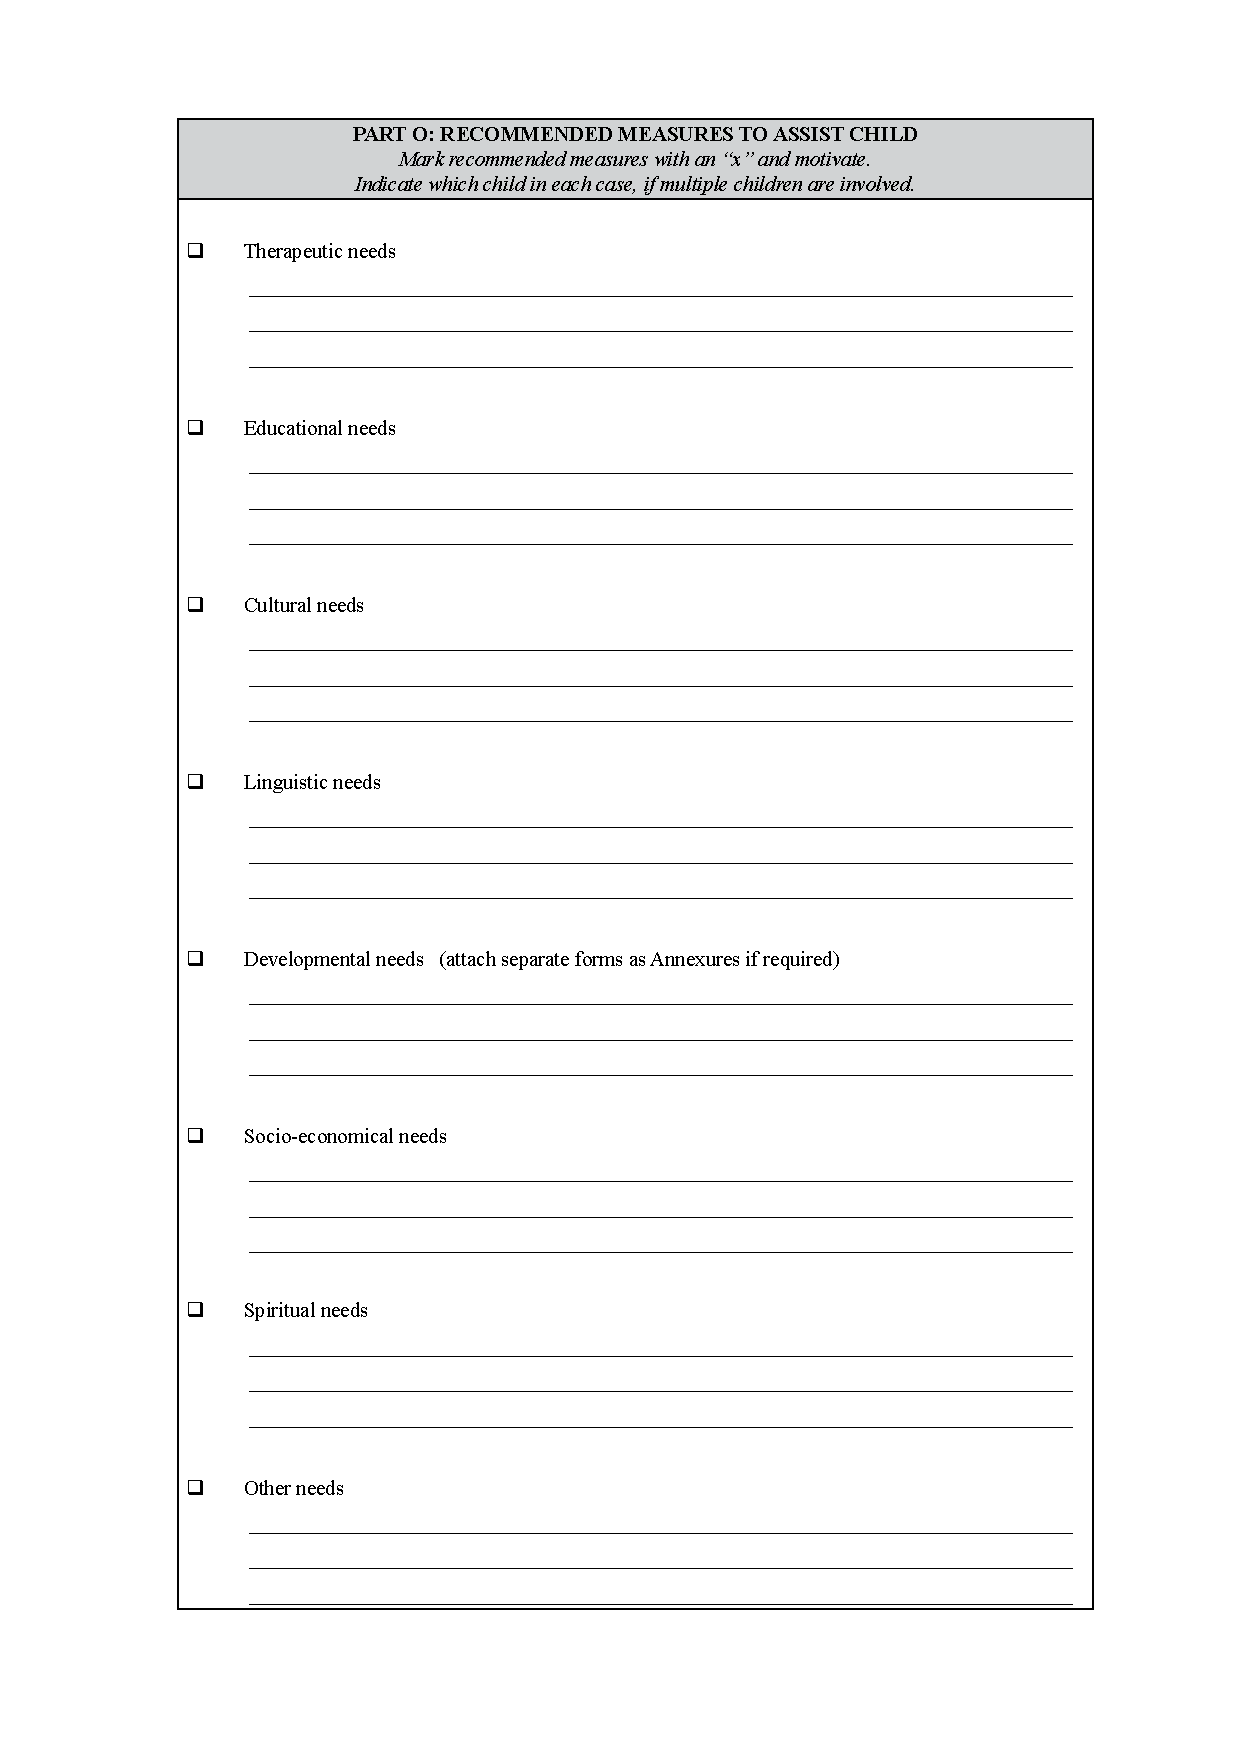 PART O: RECOMMENDED MEASURES TO ASSIST CHILD
Mark recommended measures with an “x” and motivate.
Indicate which child in each case, if multiple children are involved.
Therapeutic needs
Educational needs
Cultural needs
Linguistic needs
Developmental needs (attach separate forms as Annexures if required)
Socio-economical needs
Spiritual needs
Other needs